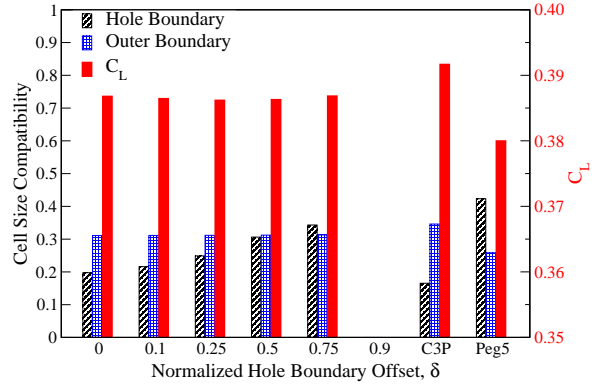 Hole Boundary
Outer Boundary
C_L
Cell Size Compatibility
1
0.9
0.8
0.7
0.6
0.5
0.4
0.3
0.2
0.1
0
0.40
0.39
0.38
0.37
0.36
0.35
C_L
0 0.1 0.25 0.5 0.75 0.9 C3P Peg5
Normalized Hole Boundary Offset, δ